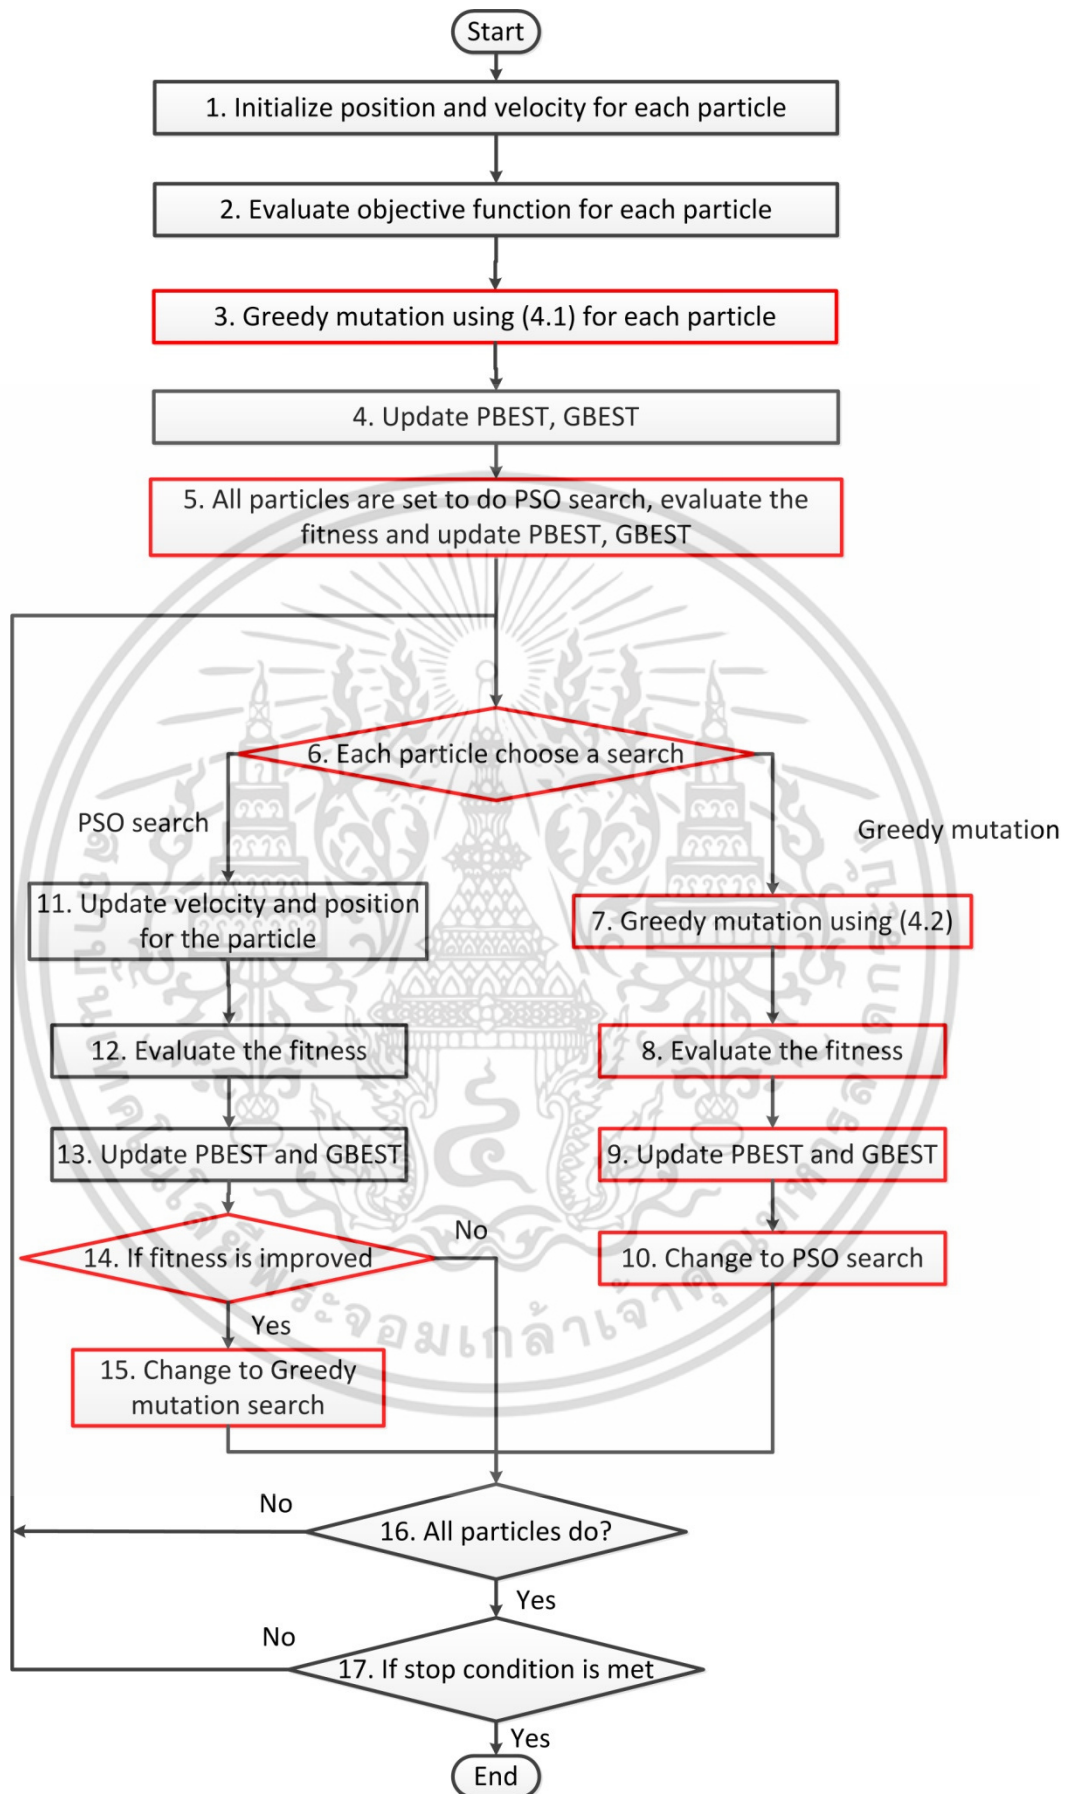 Start
1. Initialize position and velocity for each particle
2. Evaluate objective function for each particle
3. Greedy mutation using (4.1) for each particle
4. Update PBEST, GBEST
5. All particles are set to do PSO search, evaluate the
fitness and update PBEST, GBEST
6. Each particle choose a search
PSO search
Greedy mutation
11. Update velocity and position
for the particle
7. Greedy mutation using (4.2)
12. Evaluate the fitness
8. Evaluate the fitness
13. Update PBEST and GBEST
9. Update PBEST and GBEST
14. If fitness is improved
No
10. Change to PSO search
Yes
15. Change to Greedy
mutation search
No
16. All particles do?
Yes
No
17. If stop condition is met
Yes
End